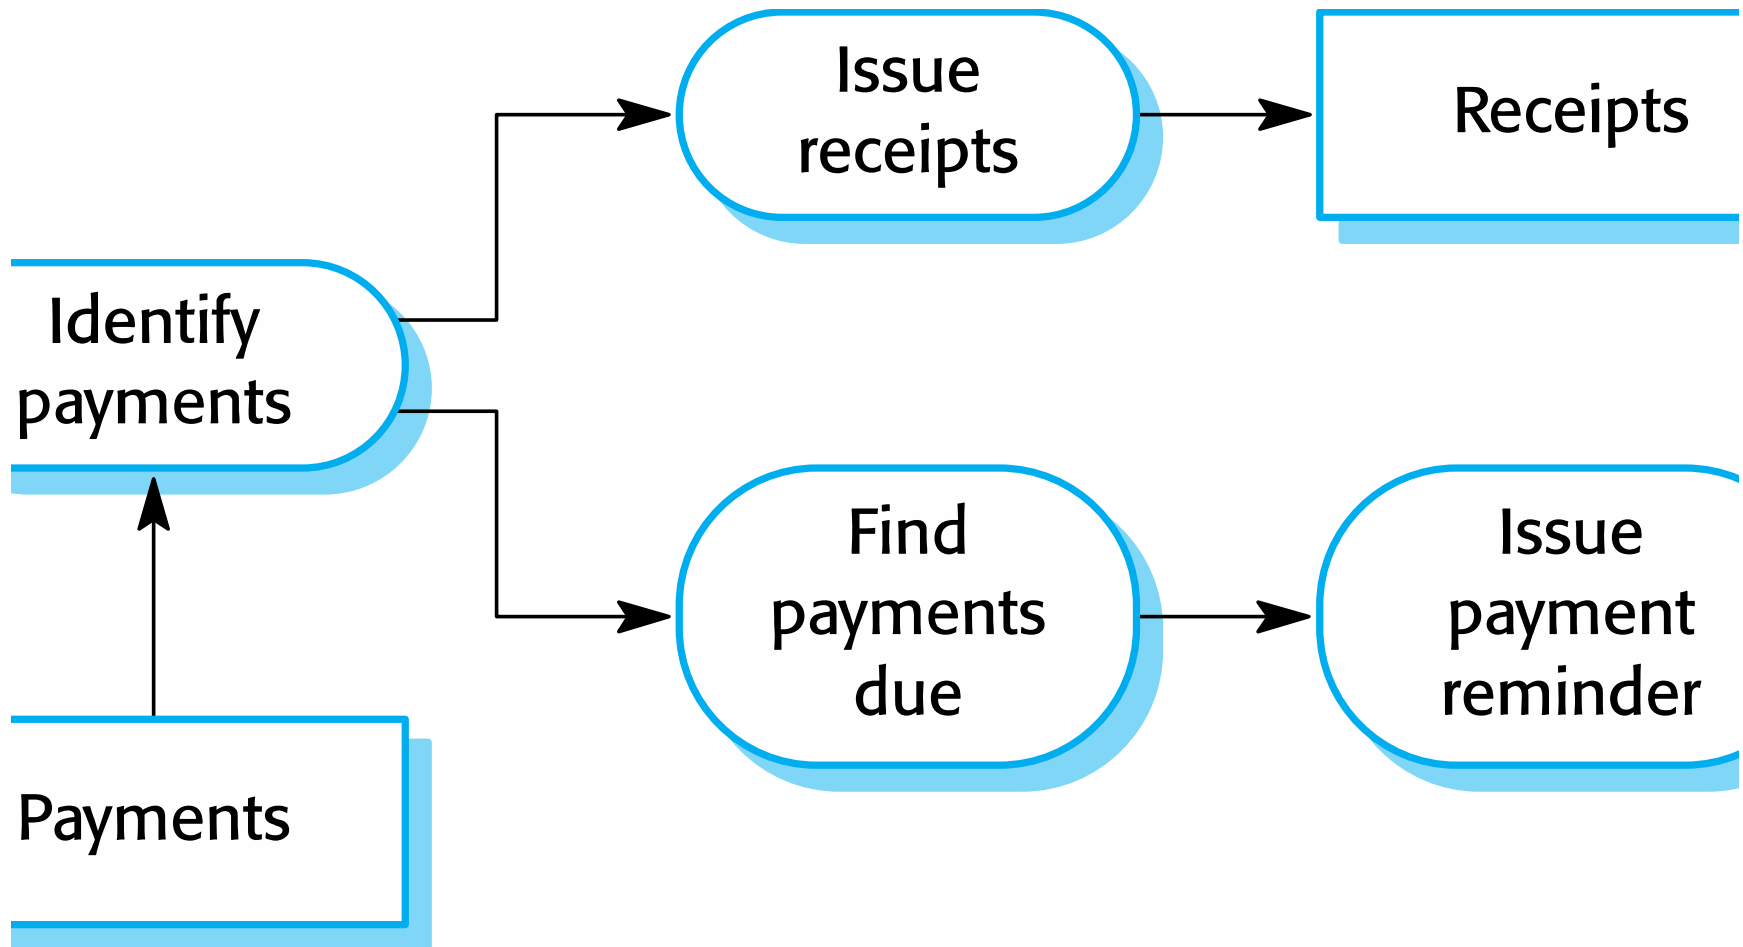 Issue
receipts
Receipts
Identify
payments
Find
payments
due
Issue
payment
reminder
Payments